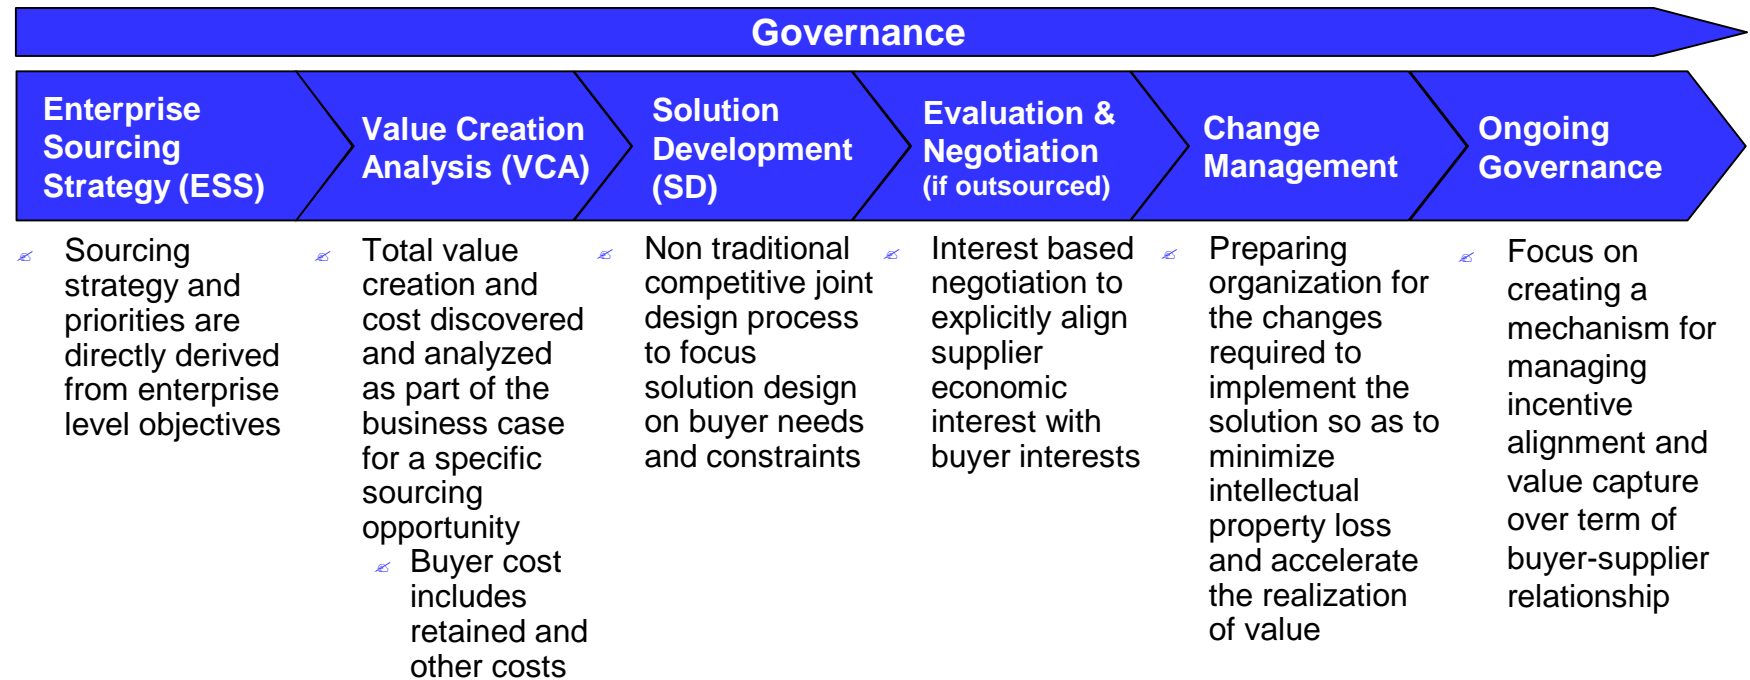 Governance
Enterprise
Sourcing
Strategy (ESS)
Value Creation
Analysis (VCA)
Solution
Development
(SD)
Evaluation &
Negotiation
(if outsourced)
Change
Management
Ongoing
Governance
Sourcing
strategy and
priorities are
directly derived
from enterprise
level objectives
Total value
creation and
cost discovered
and analyzed
as part of the
business case
for a specific
sourcing
opportunity
Buyer cost
includes
retained and
other costs
Non traditional
competitive joint
design process
to focus
solution design
on buyer needs
and constraints
Interest based
negotiation to
explicitly align
supplier
economic
interest with
buyer interests
Preparing
organization for
the changes
required to
implement the
solution so as to
minimize
intellectual
property loss
and accelerate
the realization
of value
Focus on
creating a
mechanism for
managing
incentive
alignment and
value capture
over term of
buyer-supplier
relationship